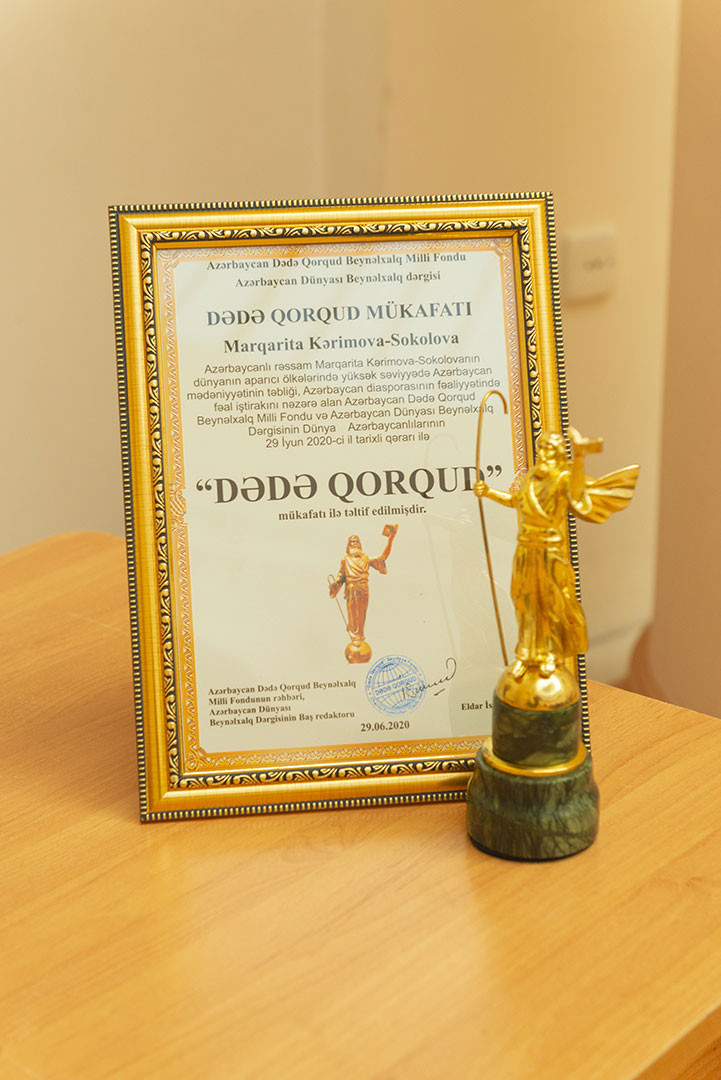 Azərbaycan Dədə Qorqud Beynəlxalq Milli Fondu
Azərbaycan Dünyası Beynəlxalq dərgisi
DƏDƏ QORQUD MÜKAFATI
Marqarita Kərimova-Sokolova
Azərbaycanlı rəssam Marqarita Kərimova-Sokolovanın
dünyanın aparıcı ölkələrində yüksək səviyyədə Azərbaycan
mədəniyyətinin təbliği, Azərbaycan diasporasının fəaliyyətində
fəal iştirakını nəzərə alan Azərbaycan Dədə Qorqud
Beynəlxalq Milli Fondu və Azərbaycan Dünyası Beynəlxalq
Dərgisinin Dünya Azərbaycanlılarının
29 İyun 2020-ci il tarixli qərarı ilə
“DƏDƏ QORQUD”
mükafatı ilə təltif edilmişdir.
DƏDƏ QORQUD
Azərbaycan Dədə Qorqud Beynəlxalq
Milli Fondunun rəhbəri,
Azərbaycan Dünyası
Beynəlxalq Dərgisinin Baş redaktoru
Eldar
29.06.2020